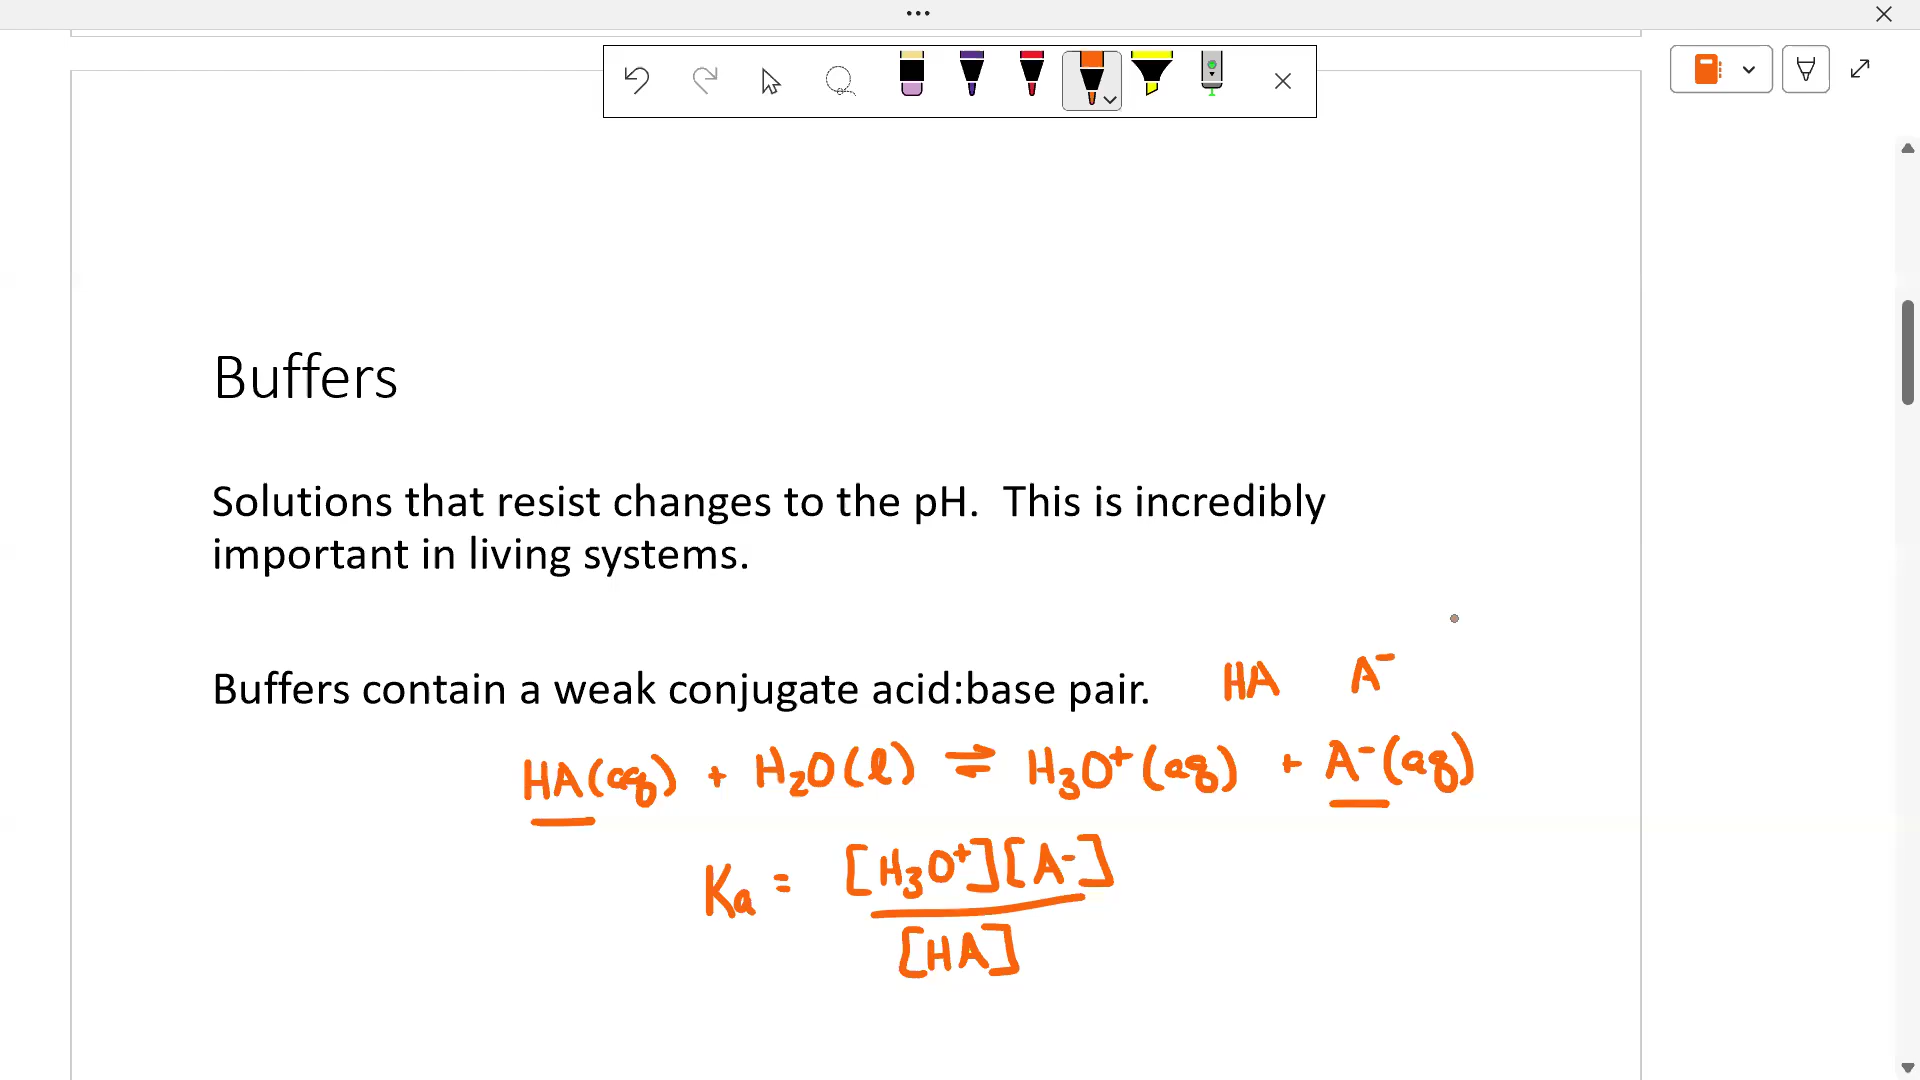 Buffers
Solutions that resist changes to the pH. This is incredibly
important in living systems.
Buffers contain a weak conjugate acid:base pair. HA A⁻
HA(aq) + H₂O(l) ⇌ H₃O⁺(aq) + A⁻(aq)
Ka = [H₃O⁺][A⁻]
[HA]